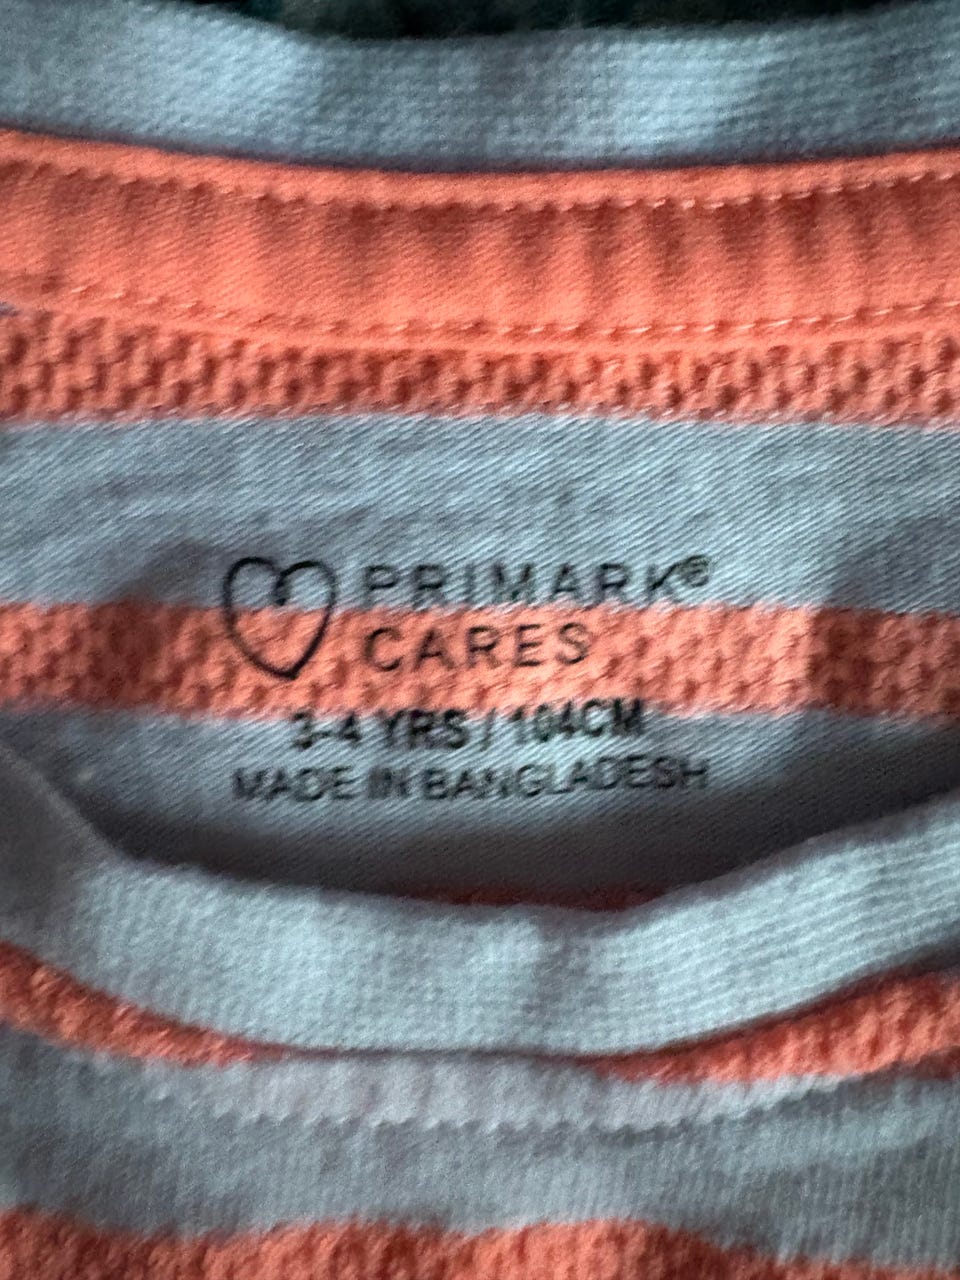 PRIMARK®
CARES
3-4 YRS / 104CM
MADE IN BANGLADESH